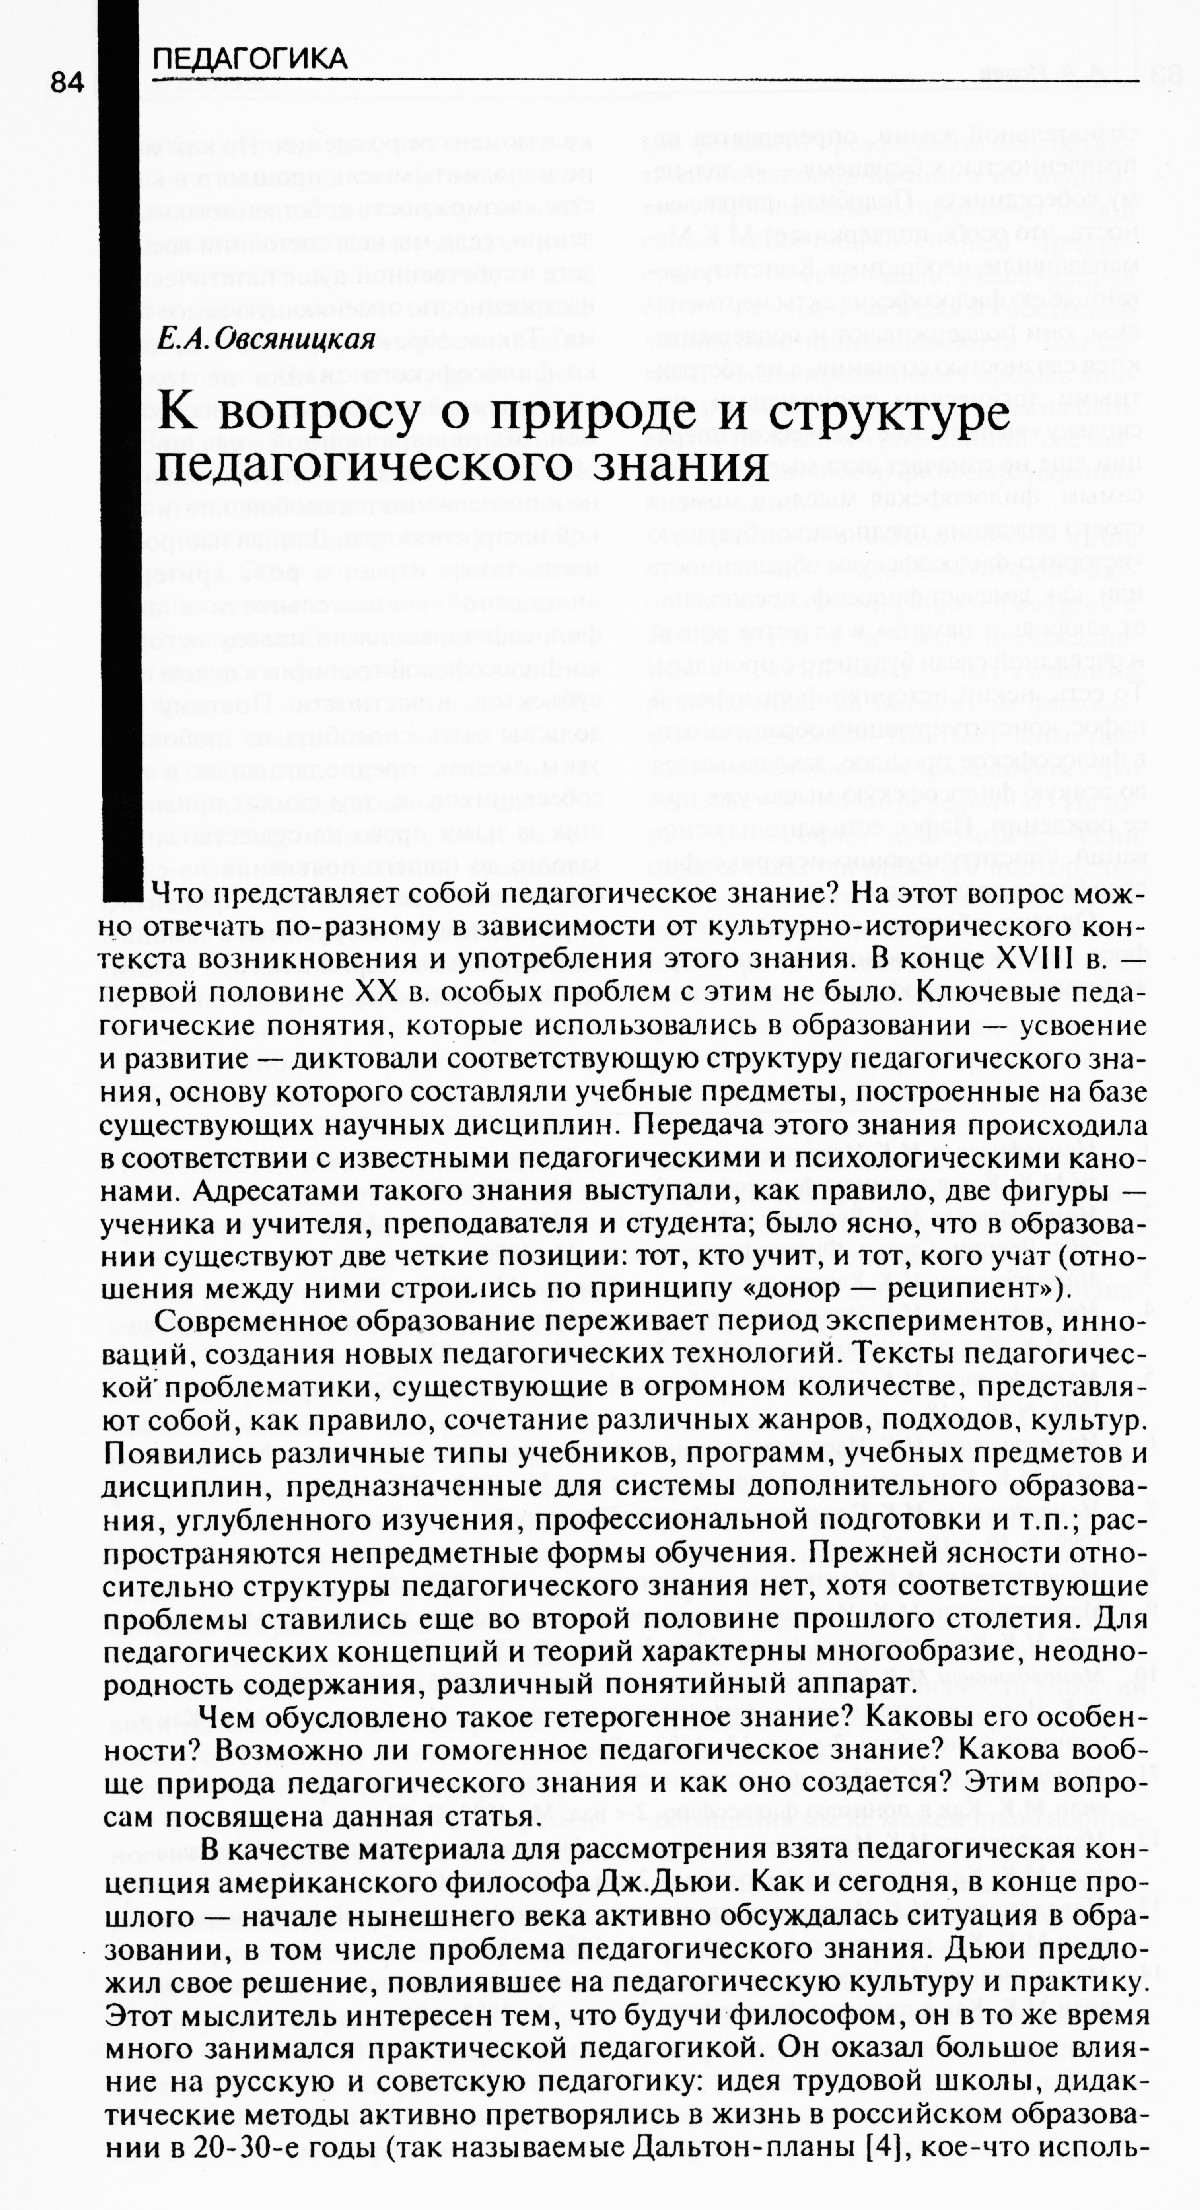 ПЕДАГОГИКА
84
Е.А.Овсяницкая
К вопросу о природе и структуре
педагогического знания
Что представляет собой педагогическое знание? На этот вопрос мож-
но отвечать по-разному в зависимости от культурно-исторического кон-
текста возникновения и употребления этого знания. В конце XVIII в. —
первой половине XX в. особых проблем с этим не было. Ключевые педа-
гогические понятия, которые использовались в образовании — усвоение
и развитие — диктовали соответствующую структуру педагогического зна-
ния, основу которого составляли учебные предметы, построенные на базе
существующих научных дисциплин. Передача этого знания происходила
в соответствии с известными педагогическими и психологическими кано-
нами. Адресатами такого знания выступали, как правило, две фигуры —
ученика и учителя, преподавателя и студента; было ясно, что в образова-
нии существуют две четкие позиции: тот, кто учит, и тот, кого учат (отно-
шения между ними строились по принципу «донор — реципиент»).
Современное образование переживает период экспериментов, инно-
ваций, создания новых педагогических технологий. Тексты педагогичес-
кой проблематики, существующие в огромном количестве, представля-
ют собой, как правило, сочетание различных жанров, подходов, культур.
Появились различные типы учебников, программ, учебных предметов и
дисциплин, предназначенные для системы дополнительного образова-
ния, углубленного изучения, профессиональной подготовки и т.п.; рас-
пространяются непредметные формы обучения. Прежней ясности отно-
сительно структуры педагогического знания нет, хотя соответствующие
проблемы ставились еще во второй половине прошлого столетия. Для
педагогических концепций и теорий характерны многообразие, неодно-
родность содержания, различный понятийный аппарат.
Чем обусловлено такое гетерогенное знание? Каковы его особен-
ности? Возможно ли гомогенное педагогическое знание? Какова вооб-
ще природа педагогического знания и как оно создается? Этим вопро-
сам посвящена данная статья.
В качестве материала для рассмотрения взята педагогическая кон-
цепция американского философа Дж.Дьюи. Как и сегодня, в конце про-
шлого — начале нынешнего века активно обсуждалась ситуация в обра-
зовании, в том числе проблема педагогического знания. Дьюи предло-
жил свое решение, повлиявшее на педагогическую культуру и практику.
Этот мыслитель интересен тем, что будучи философом, он в то же время
много занимался практической педагогикой. Он оказал большое влия-
ние на русскую и советскую педагогику: идея трудовой школы, дидак-
тические методы активно претворялись в жизнь в российском образова-
нии в 20-30-е годы (так называемые Дальтон-планы [4], кое-что исполь-